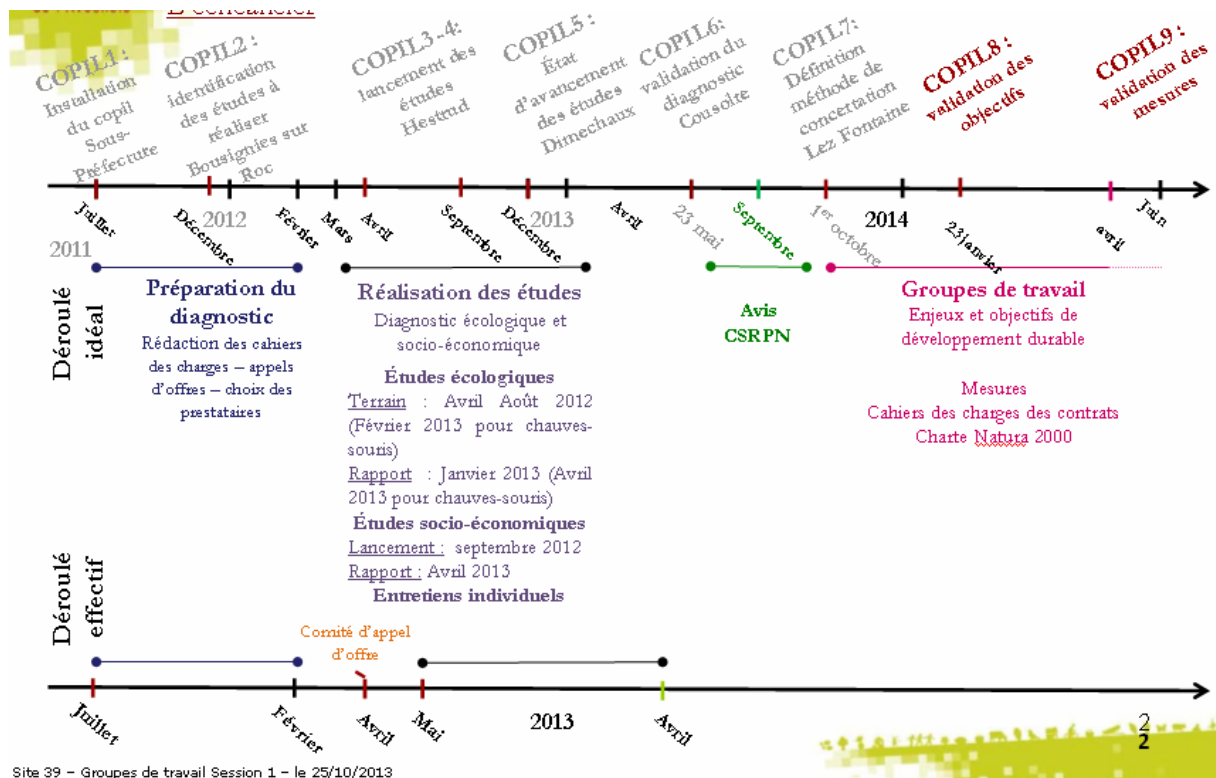 L'échéancier
COPIL1 :
Installation
du copil
Sous-
Préfecrute
COPIL2 :
identification
des études à
réaliser
Bousignies sur
Roc
COPIL3-4:
lancement des
études
Hestrud
COPIL5 :
État
d'avancement
des études
Dimechaux
COPIL6:
validation du
diagnostic
Cousolte
COPIL7:
Définition
méthode de
concertation
Lez Fontaine
COPIL8 :
validation des
objectifs
COPIL9 :
validation des
mesures
Juillet
Décembre
2012
Février
Mars
Avril
Septembre
Décembre
2013
Avril
23 mai
Septembre
1er octobre
2014
23 janvier
avril
Juin
2011
Déroulé
idéal
Préparation du
diagnostic
Rédaction des cahiers
des charges – appels
d'offres – choix des
prestataires
Réalisation des études
Diagnostic écologique et
socio-économique
Études écologiques
Terrain : Avril Août 2012
(Février 2013 pour chauves-
souris)
Rapport : Janvier 2013 (Avril
2013 pour chauves-souris)
Études socio-économiques
Lancement : septembre 2012
Rapport : Avril 2013
Entretiens individuels
Avis
CSRPN
Groupes de travail
Enjeux et objectifs de
développement durable
Mesures
Cahiers des charges des contrats
Charte Natura 2000
Déroulé
effectif
Comité d'appel
d'offre
Juillet
Février
Avril
Mai
2013
Avril
2
2
Site 39 – Groupes de travail Session 1 – le 25/10/2013